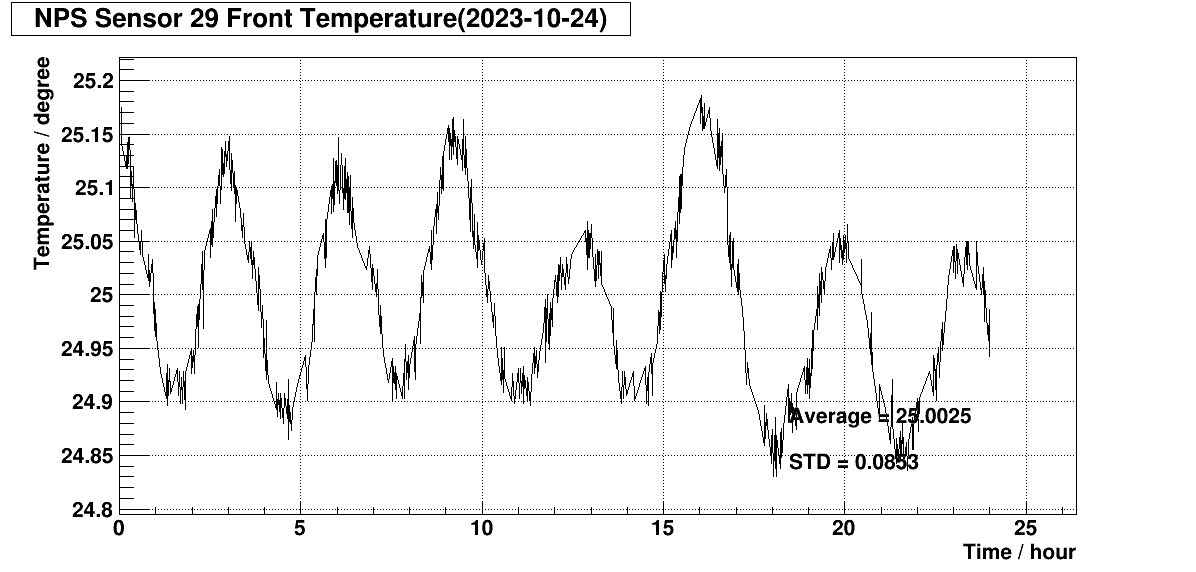 NPS Sensor 29 Front Temperature(2023-10-24)
Temperature / degree
25.2
25.15
25.1
25.05
25
24.95
24.9
24.85
24.8
Average = 25.0025
STD = 0.0853
0 5 10 15 20 25
Time / hour